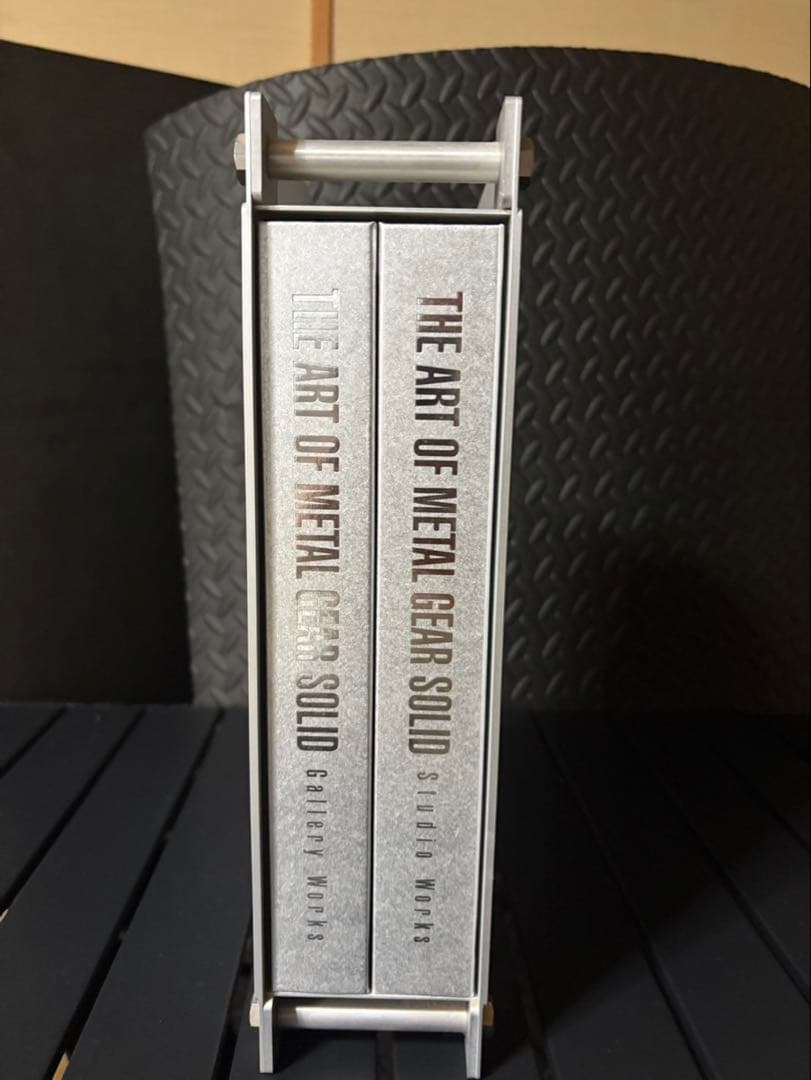 THE ART OF METAL GEAR SOLID Gallery Works
THE ART OF METAL GEAR SOLID Studio Works